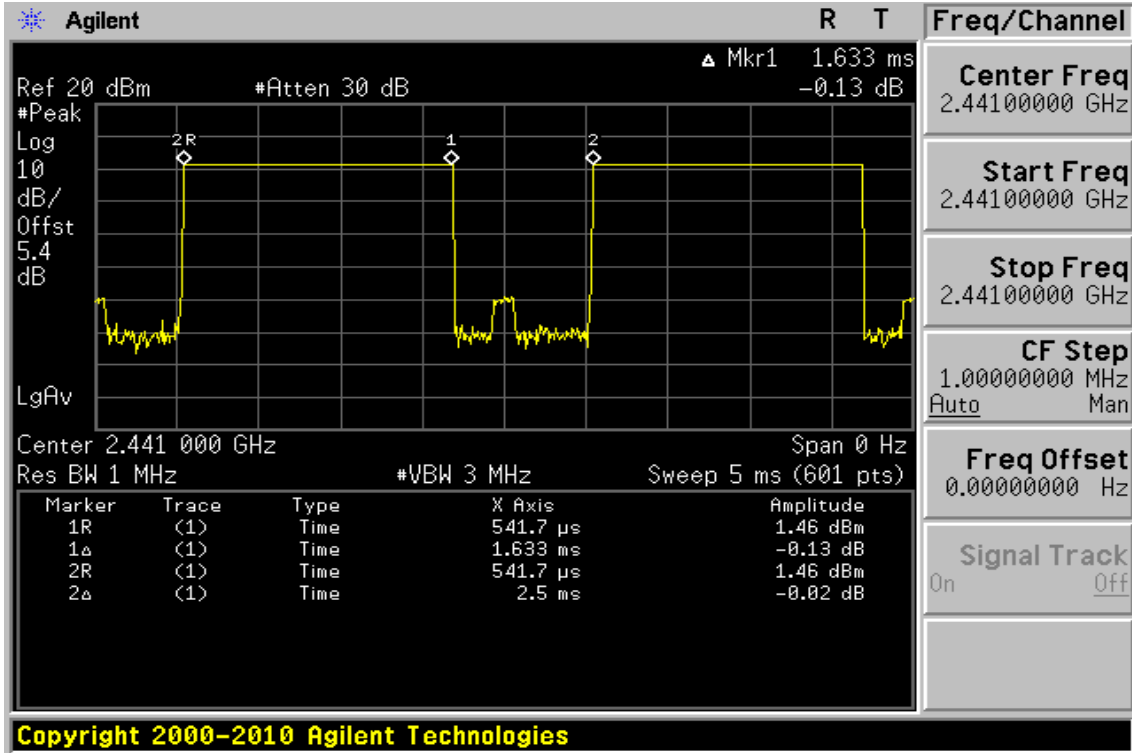 Agilent R T
Freq/Channel
▵ Mkr1 1.633 ms
Ref 20 dBm #Atten 30 dB -0.13 dB
#Peak
Log
10
dB/
Offst
5.4
dB
LgAv
2R 1 2
Center 2.441 000 GHz Span 0 Hz
Res BW 1 MHz #VBW 3 MHz Sweep 5 ms (601 pts)
Marker Trace Type X Axis Amplitude
1R (1) Time 541.7 µs 1.46 dBm
1▵ (1) Time 1.633 ms -0.13 dB
2R (1) Time 541.7 µs 1.46 dBm
2▵ (1) Time 2.5 ms -0.02 dB
Center Freq
2.44100000 GHz
Start Freq
2.44100000 GHz
Stop Freq
2.44100000 GHz
CF Step
1.00000000 MHz
Auto Man
Freq Offset
0.00000000 Hz
Signal Track
On Off
Copyright 2000-2010 Agilent Technologies